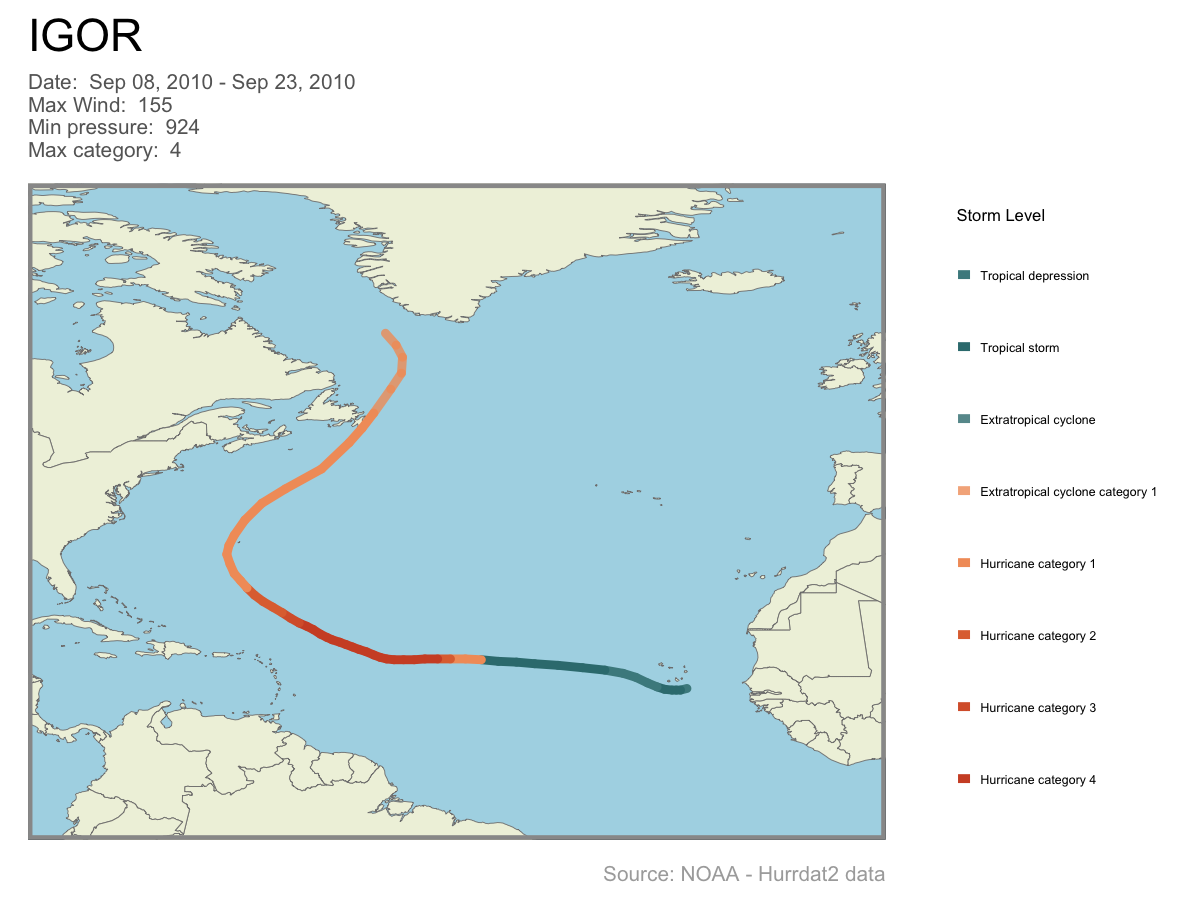 IGOR
Date:  Sep 08, 2010 - Sep 23, 2010
Max Wind:  155
Min pressure:  924
Max category:  4
Storm Level
Tropical depression
Tropical storm
Extratropical cyclone
Extratropical cyclone category 1
Hurricane category 1
Hurricane category 2
Hurricane category 3
Hurricane category 4
Source: NOAA - Hurrdat2 data